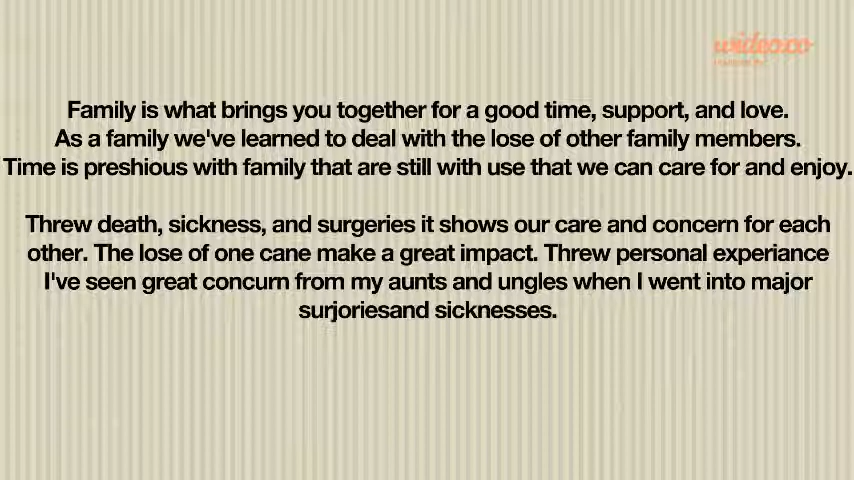 wideo.co
Family is what brings you together for a good time, support, and love.
As a family we've learned to deal with the lose of other family members.
Time is preshious with family that are still with use that we can care for and enjoy.
Threw death, sickness, and surgeries it shows our care and concern for each
other. The lose of one cane make a great impact. Threw personal experiance
I've seen great concurn from my aunts and ungles when I went into major
surjoriesand sicknesses.